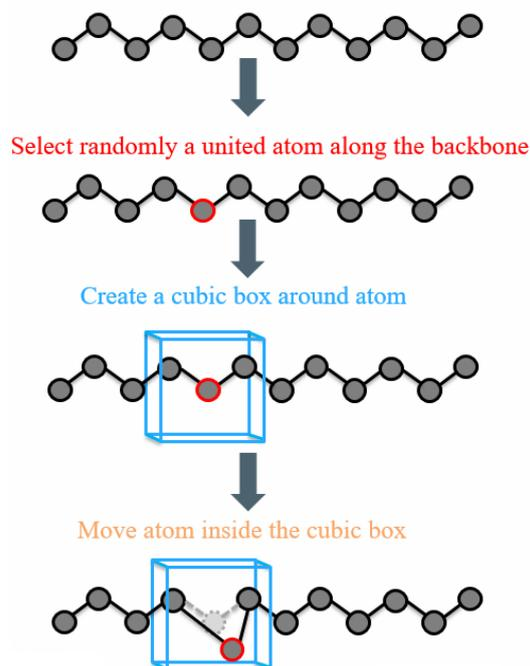 Select randomly a united atom along the backbone
Create a cubic box around atom
Move atom inside the cubic box